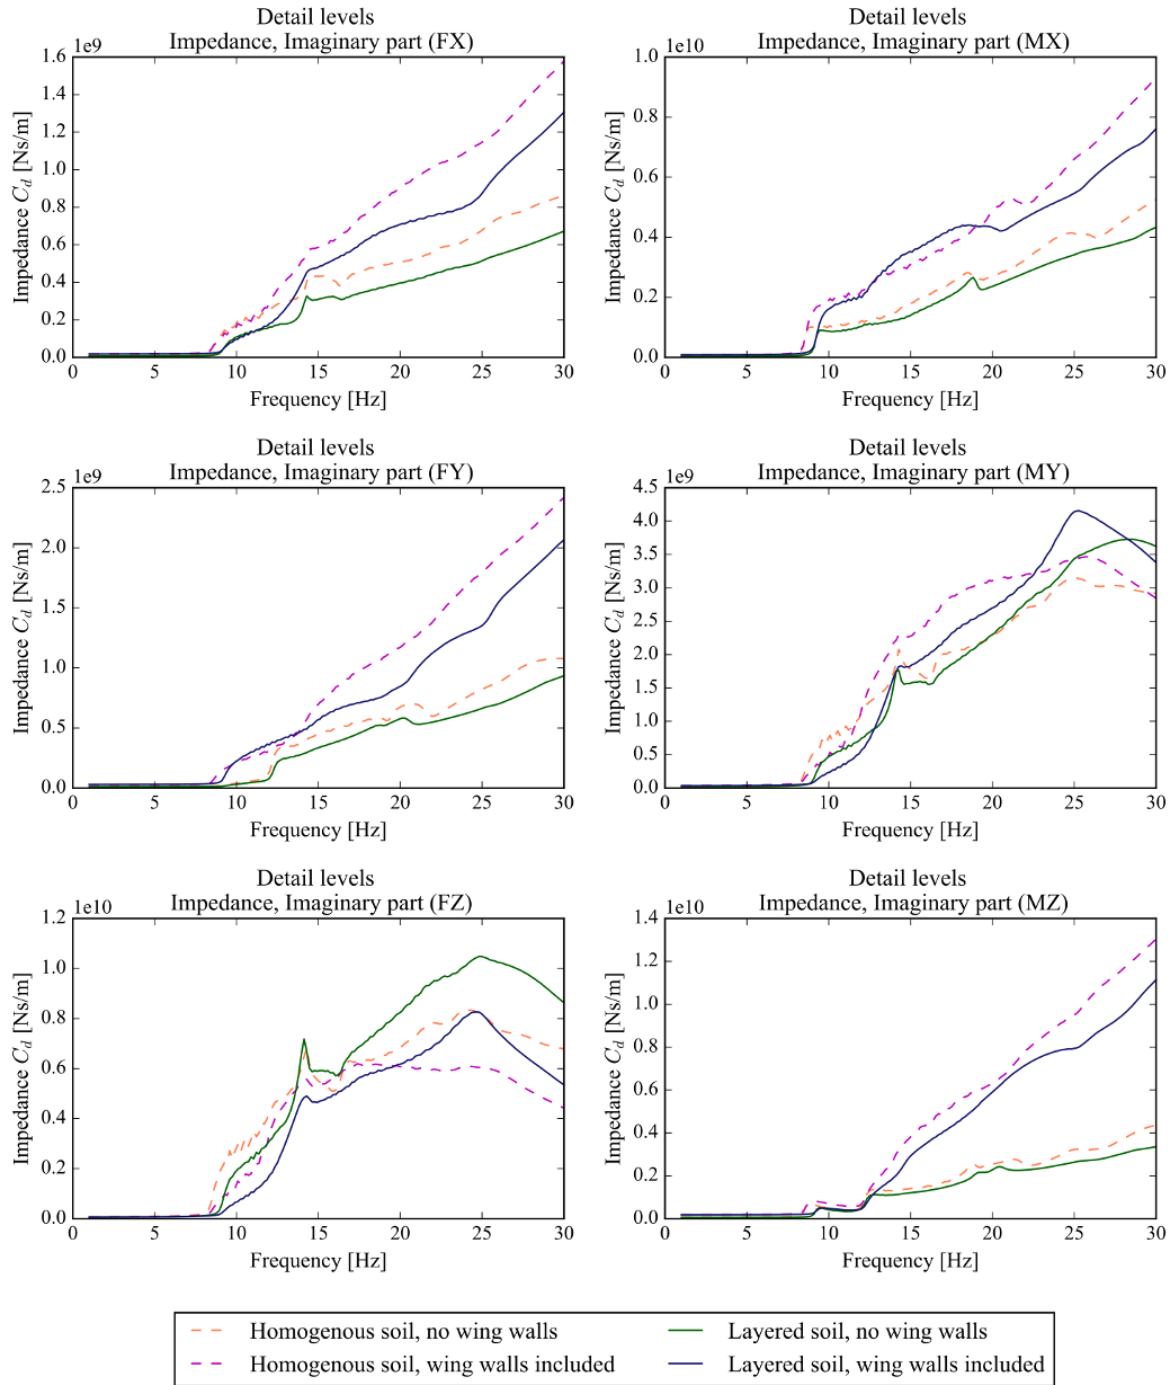 Detail levels
Impedance, Imaginary part (FX)
1e9
1.6
1.4
1.2
1.0
0.8
0.6
0.4
0.2
0.0
Impedance C_d [Ns/m]
0 5 10 15 20 25 30
Frequency [Hz]
Detail levels
Impedance, Imaginary part (MX)
1e10
1.0
0.8
0.6
0.4
0.2
0.0
Impedance C_d [Ns/m]
0 5 10 15 20 25 30
Frequency [Hz]
Detail levels
Impedance, Imaginary part (FY)
1e9
2.5
2.0
1.5
1.0
0.5
0.0
Impedance C_d [Ns/m]
0 5 10 15 20 25 30
Frequency [Hz]
Detail levels
Impedance, Imaginary part (MY)
1e9
4.5
4.0
3.5
3.0
2.5
2.0
1.5
1.0
0.5
0.0
Impedance C_d [Ns/m]
0 5 10 15 20 25 30
Frequency [Hz]
Detail levels
Impedance, Imaginary part (FZ)
1e10
1.2
1.0
0.8
0.6
0.4
0.2
0.0
Impedance C_d [Ns/m]
0 5 10 15 20 25 30
Frequency [Hz]
Detail levels
Impedance, Imaginary part (MZ)
1e10
1.4
1.2
1.0
0.8
0.6
0.4
0.2
0.0
Impedance C_d [Ns/m]
0 5 10 15 20 25 30
Frequency [Hz]
Homogenous soil, no wing walls
Homogenous soil, wing walls included
Layered soil, no wing walls
Layered soil, wing walls included